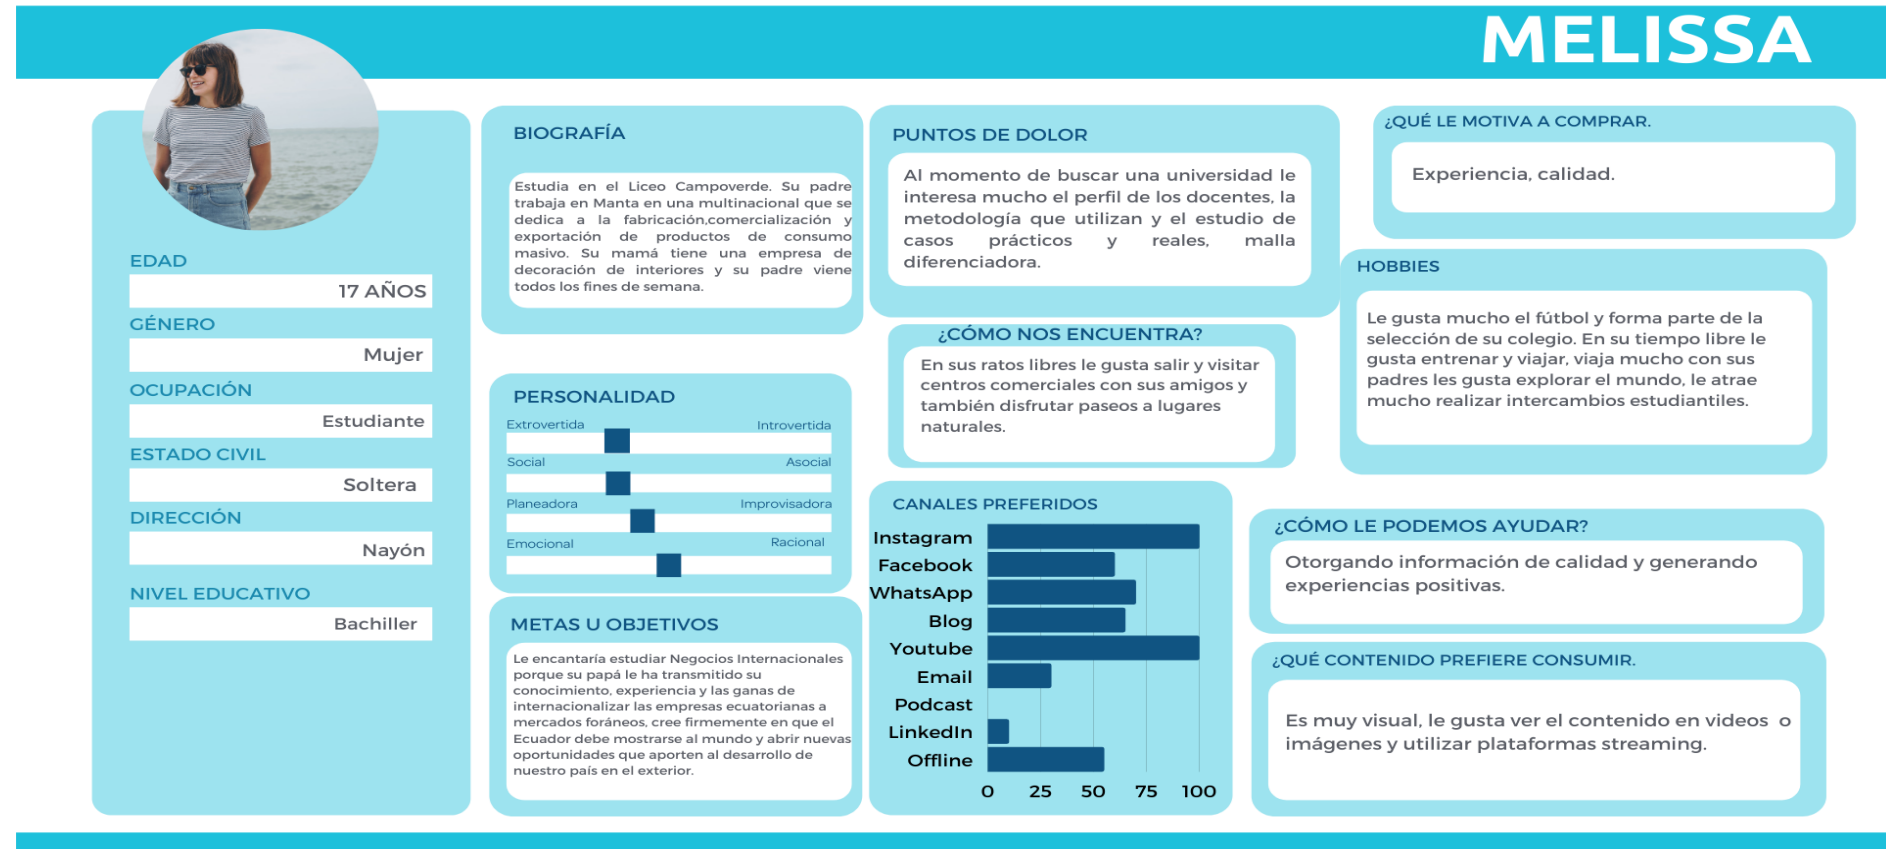 MELISSA
EDAD
17 AÑOS
GÉNERO
Mujer
OCUPACIÓN
Estudiante
ESTADO CIVIL
Soltera
DIRECCIÓN
Nayón
NIVEL EDUCATIVO
Bachiller
BIOGRAFÍA
Estudia en el Liceo Campoverde. Su padre
trabaja en Manta en una multinacional que se
dedica a la fabricación,comercialización y
exportación de productos de consumo
masivo. Su mamá tiene una empresa de
decoración de interiores y su padre viene
todos los fines de semana.
PERSONALIDAD
Extrovertida Introvertida
Social Asocial
Planeadora Improvisadora
Emocional Racional
METAS U OBJETIVOS
Le encantaría estudiar Negocios Internacionales
porque su papá le ha transmitido su
conocimiento, experiencia y las ganas de
internacionalizar las empresas ecuatorianas a
mercados foráneos, cree firmemente en que el
Ecuador debe mostrarse al mundo y abrir nuevas
oportunidades que aporten al desarrollo de
nuestro país en el exterior.
PUNTOS DE DOLOR
Al momento de buscar una universidad le
interesa mucho el perfil de los docentes, la
metodología que utilizan y el estudio de
casos prácticos y reales, malla
diferenciadora.
¿CÓMO NOS ENCUENTRA?
En sus ratos libres le gusta salir y visitar
centros comerciales con sus amigos y
también disfrutar paseos a lugares
naturales.
CANALES PREFERIDOS
Instagram
Facebook
WhatsApp
Blog
Youtube
Email
Podcast
LinkedIn
Offline
0 25 50 75 100
¿QUÉ LE MOTIVA A COMPRAR.
Experiencia, calidad.
HOBBIES
Le gusta mucho el fútbol y forma parte de la
selección de su colegio. En su tiempo libre le
gusta entrenar y viajar, viaja mucho con sus
padres les gusta explorar el mundo, le atrae
mucho realizar intercambios estudiantiles.
¿CÓMO LE PODEMOS AYUDAR?
Otorgando información de calidad y generando
experiencias positivas.
¿QUÉ CONTENIDO PREFIERE CONSUMIR.
Es muy visual, le gusta ver el contenido en videos o
imágenes y utilizar plataformas streaming.